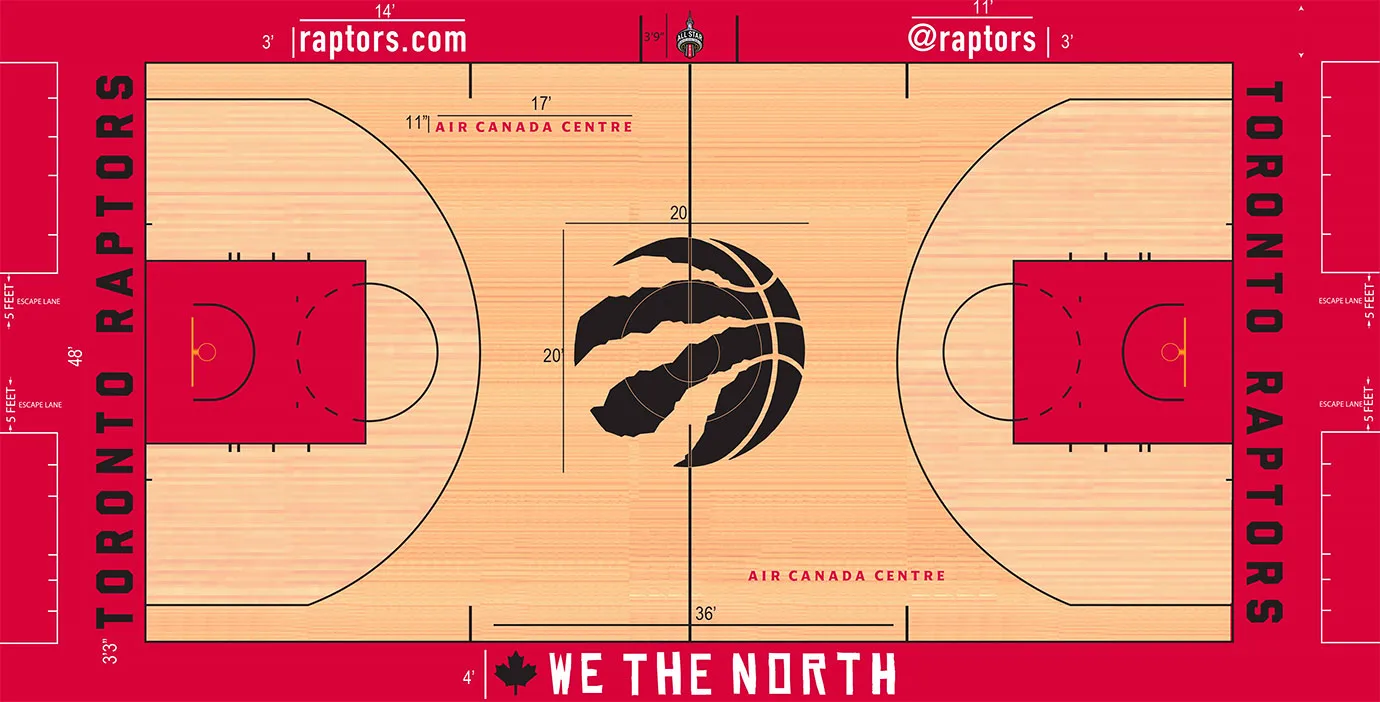 14’
11’
3’
raptors.com
3’9”
ALL STAR
@raptors
3’
17’
11”
AIR CANADA CENTRE
TORONTO RAPTORS
TORONTO RAPTORS
20
20’
5 FEET
ESCAPE LANE
ESCAPE LANE
5 FEET
48’
5 FEET
ESCAPE LANE
ESCAPE LANE
5 FEET
AIR CANADA CENTRE
36’
3’3”
4’
WE THE NORTH